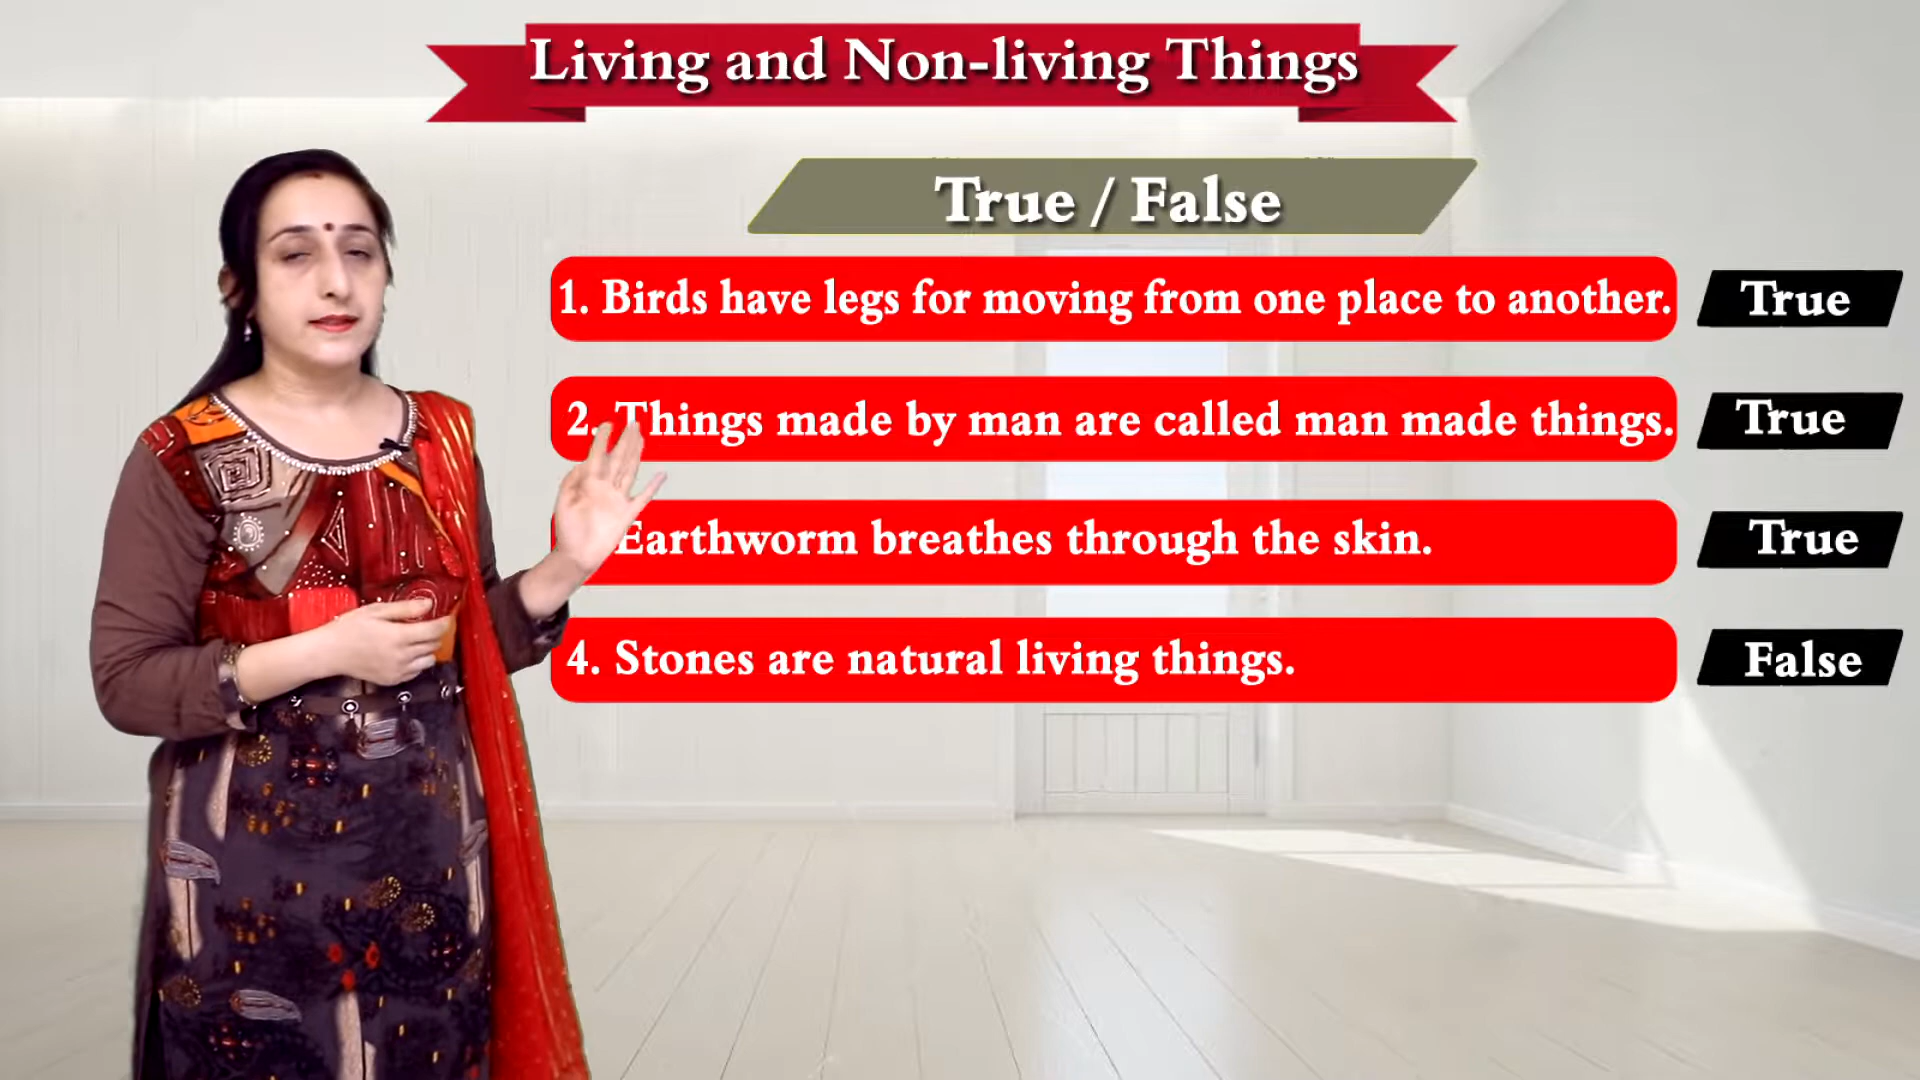 Living and Non-living Things
True / False
1. Birds have legs for moving from one place to another. True
2. Things made by man are called man made things. True
Earthworm breathes through the skin. True
4. Stones are natural living things. False